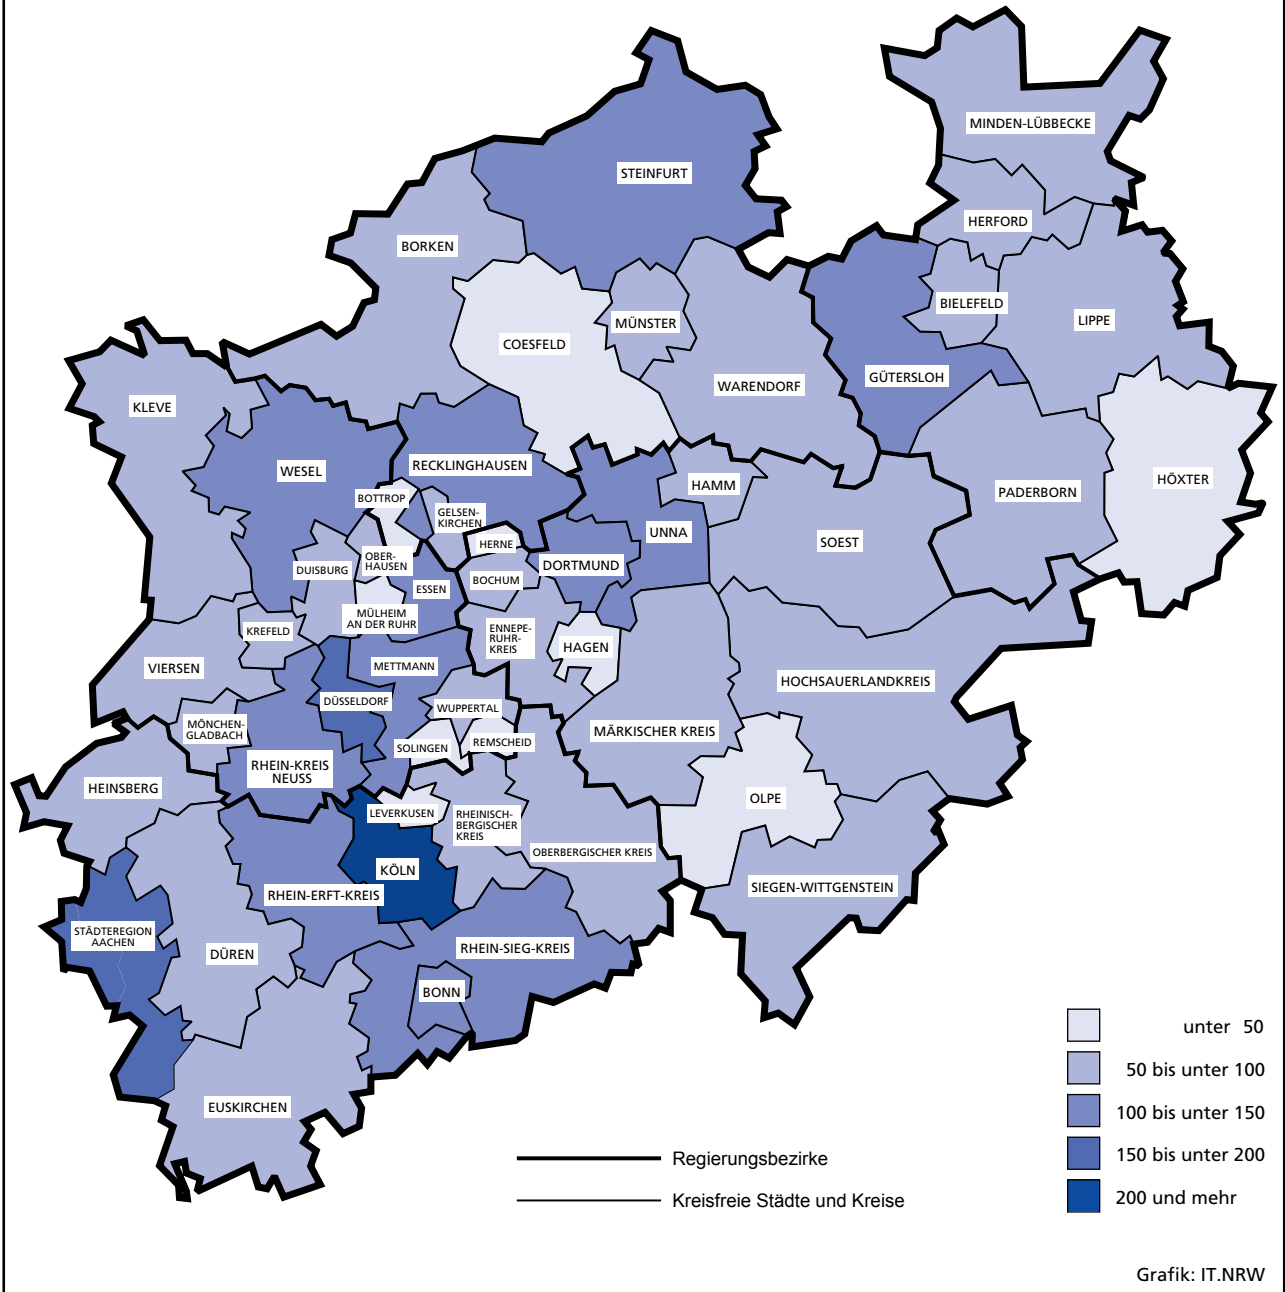 MINDEN-LÜBBECKE
STEINFURT
HERFORD
BORKEN
BIELEFELD
MÜNSTER
LIPPE
COESFELD
GÜTERSLOH
WARENDORF
KLEVE
RECKLINGHAUSEN
WESEL
HÖXTER
HAMM
PADERBORN
BOTTROP
GELSEN-
KIRCHEN
UNNA
SOEST
HERNE
OBER-
HAUSEN
DORTMUND
DUISBURG
BOCHUM
ESSEN
MÜLHEIM
AN DER RUHR
KREFELD
ENNEPE-
RUHR-
KREIS
HAGEN
VIERSEN
METTMANN
HOCHSAUERLANDKREIS
DÜSSELDORF
WUPPERTAL
MÖNCHEN-
GLADBACH
MÄRKISCHER KREIS
SOLINGEN
REMSCHEID
RHEIN-KREIS
NEUSS
HEINSBERG
OLPE
LEVERKUSEN
RHEINISCH-
BERGISCHER
KREIS
OBERBERGISCHER KREIS
KÖLN
SIEGEN-WITTGENSTEIN
RHEIN-ERFT-KREIS
STÄDTEREGION
AACHEN
DÜREN
RHEIN-SIEG-KREIS
BONN
EUSKIRCHEN
unter 50
50 bis unter 100
100 bis unter 150
150 bis unter 200
200 und mehr
Regierungsbezirke
Kreisfreie Städte und Kreise
Grafik: IT.NRW